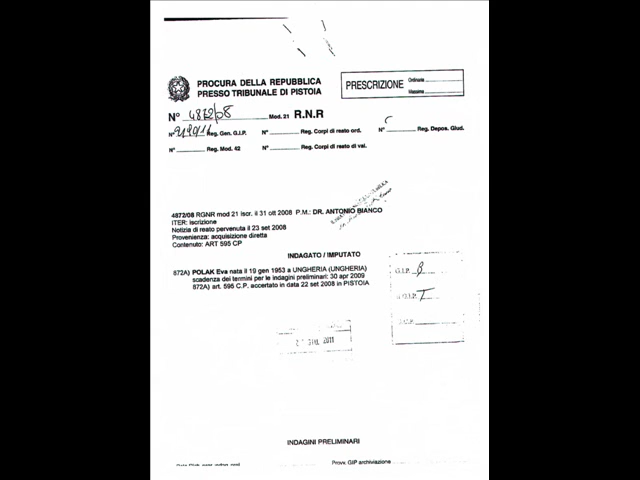 PROCURA DELLA REPUBBLICA
PRESSO TRIBUNALE DI PISTOIA
PRESCRIZIONE
Ordinaria
Massima
N° 4872/08 Mod. 21 R.N.R
N° Reg. Gen. G.I.P. N° Reg. Corpi di reato ord. N° Reg. Depos. Giud.
N° Reg. Mod. 42 N° Reg. Corpi di reato di val.
4872/08 RGNR mod 21 iscr. il 31 ott 2008 P.M.: DR. ANTONIO BIANCO
ITER: iscrizione
Notizia di reato pervenuta il 23 set 2008
Provenienza: acquisizione diretta
Contenuto: ART 595 CP
INDAGATO / IMPUTATO
872A) POLAK Eva nata il 19 gen 1953 a UNGHERIA (UNGHERIA)
scadenza dei termini per le indagini preliminari: 30 apr 2009
872A) art. 595 C.P. accertato in data 22 set 2008 in PISTOIA
G.I.P.
2011
INDAGINI PRELIMINARI
Provv. GIP archiviazione